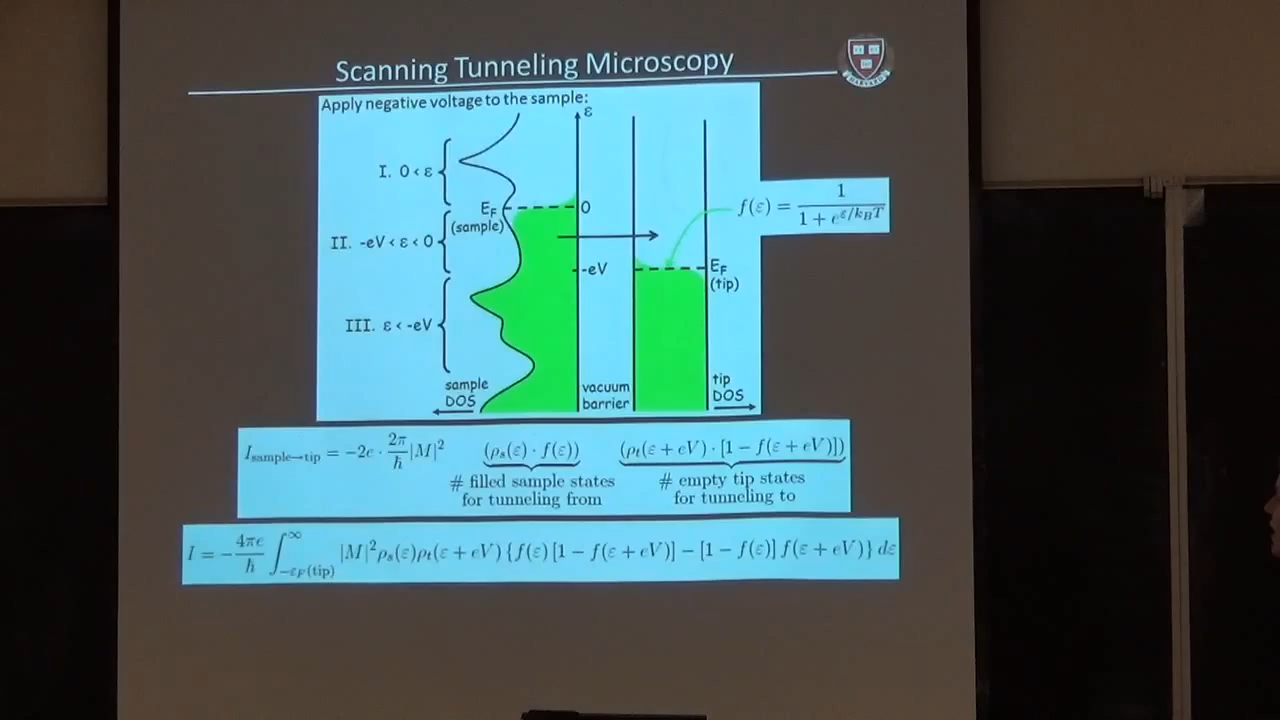 Scanning Tunneling Microscopy
Apply negative voltage to the sample:
ε
I. 0 < ε
E_F
(sample)
0
II. -eV < ε < 0
-eV
E_F
(tip)
III. ε < -eV
sample
DOS
vacuum
barrier
tip
DOS
f(ε) = 1 / (1 + e^{ε/k_BT})
I_{sample→tip} = -2e · 2π/ħ |M|² (ρ_s(ε) · f(ε)) (ρ_t(ε + eV) · [1 − f(ε + eV)])
# filled sample states
for tunneling from
# empty tip states
for tunneling to
I = − 4πe/ħ ∫_{−ε_F(tip)}^{∞} |M|² ρ_s(ε)ρ_t(ε + eV) {f(ε) [1 − f(ε + eV)] − [1 − f(ε)] f(ε + eV)} dε